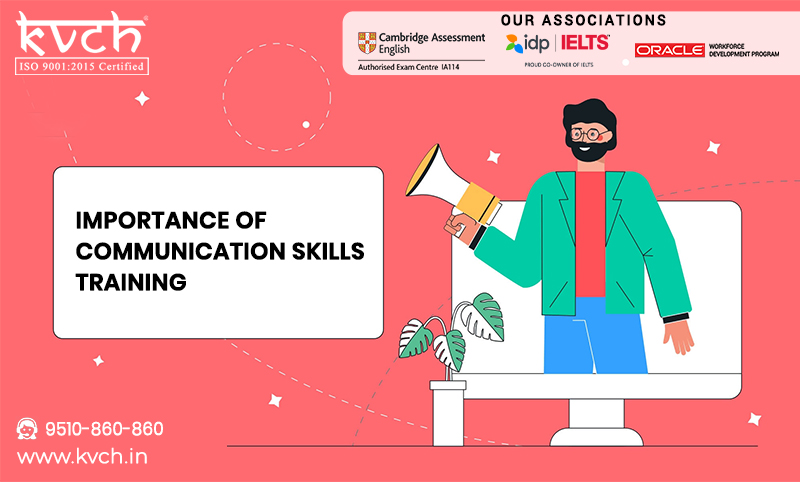 kvch®
ISO 9001:2015 Certified
OUR ASSOCIATIONS
Cambridge Assessment
English
Authorised Exam Centre IA114
idp IELTS™
PROUD CO-OWNER OF IELTS
ORACLE
WORKFORCE
DEVELOPMENT PROGRAM
IMPORTANCE OF
COMMUNICATION SKILLS
TRAINING
9510-860-860
www.kvch.in